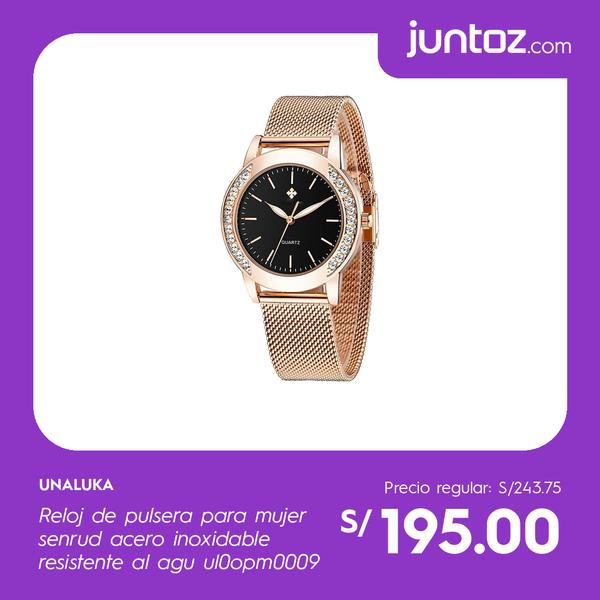 juntoz.com
QUARTZ
UNALUKA
Reloj de pulsera para mujer
senrud acero inoxidable
resistente al agu ul0opm0009
Precio regular: S/243.75
S/195.00